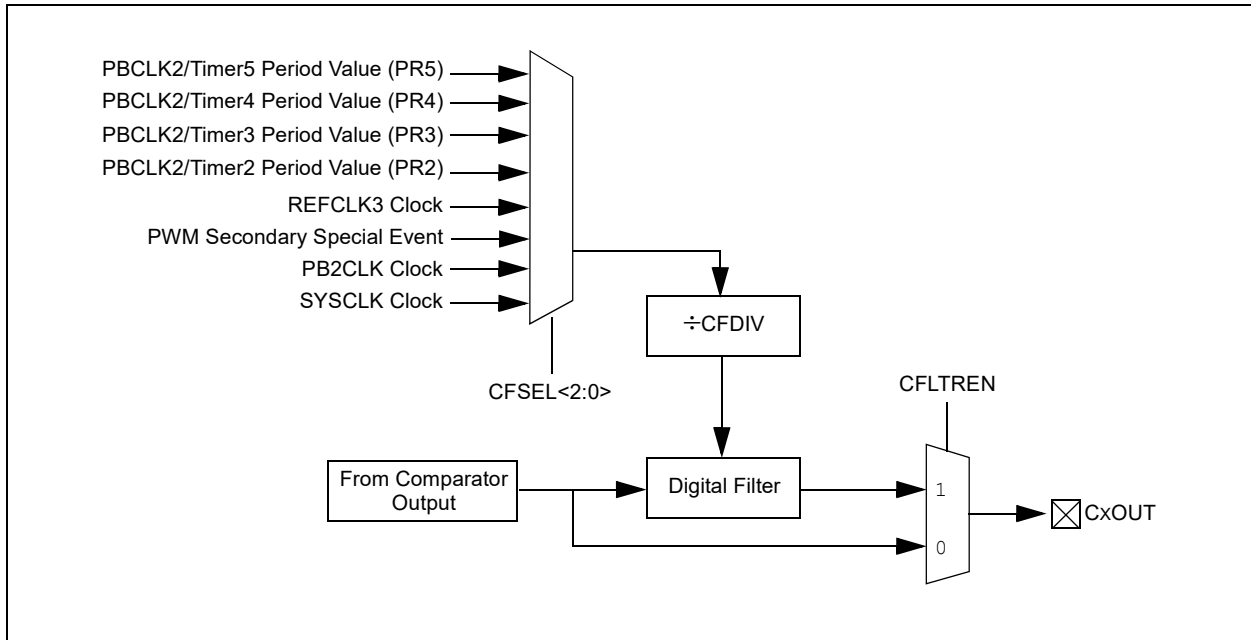 PBCLK2/Timer5 Period Value (PR5)
PBCLK2/Timer4 Period Value (PR4)
PBCLK2/Timer3 Period Value (PR3)
PBCLK2/Timer2 Period Value (PR2)
REFCLK3 Clock
PWM Secondary Special Event
PB2CLK Clock
SYSCLK Clock
÷CFDIV
CFSEL<2:0>
CFLTREN
From Comparator
Output
Digital Filter
1
0
CxOUT